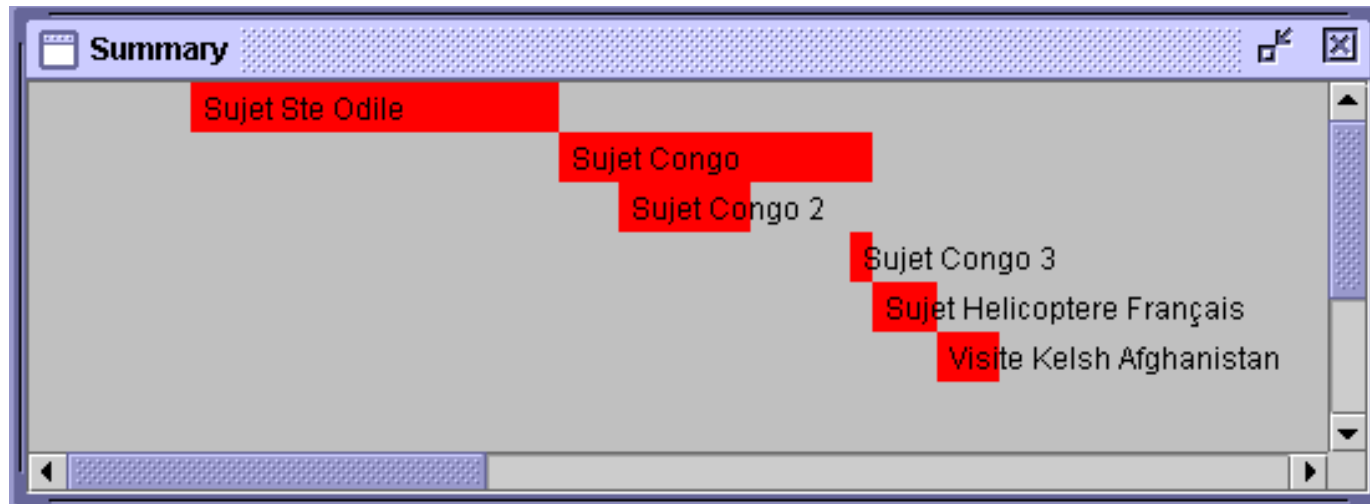 Summary
Sujet Ste Odile
Sujet Congo
Sujet Congo 2
Sujet Congo 3
Sujet Helicoptere Français
Visite Kelsh Afghanistan